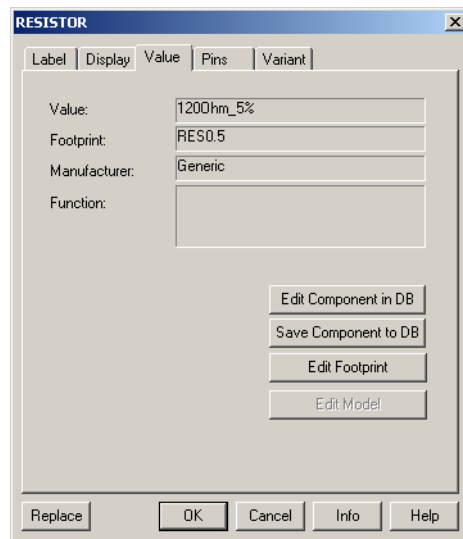 RESISTOR
Label Display Value Pins Variant
Value: 120Ohm_5%
Footprint: RES0.5
Manufacturer: Generic
Function:
Edit Component in DB
Save Component to DB
Edit Footprint
Edit Model
Replace OK Cancel Info Help